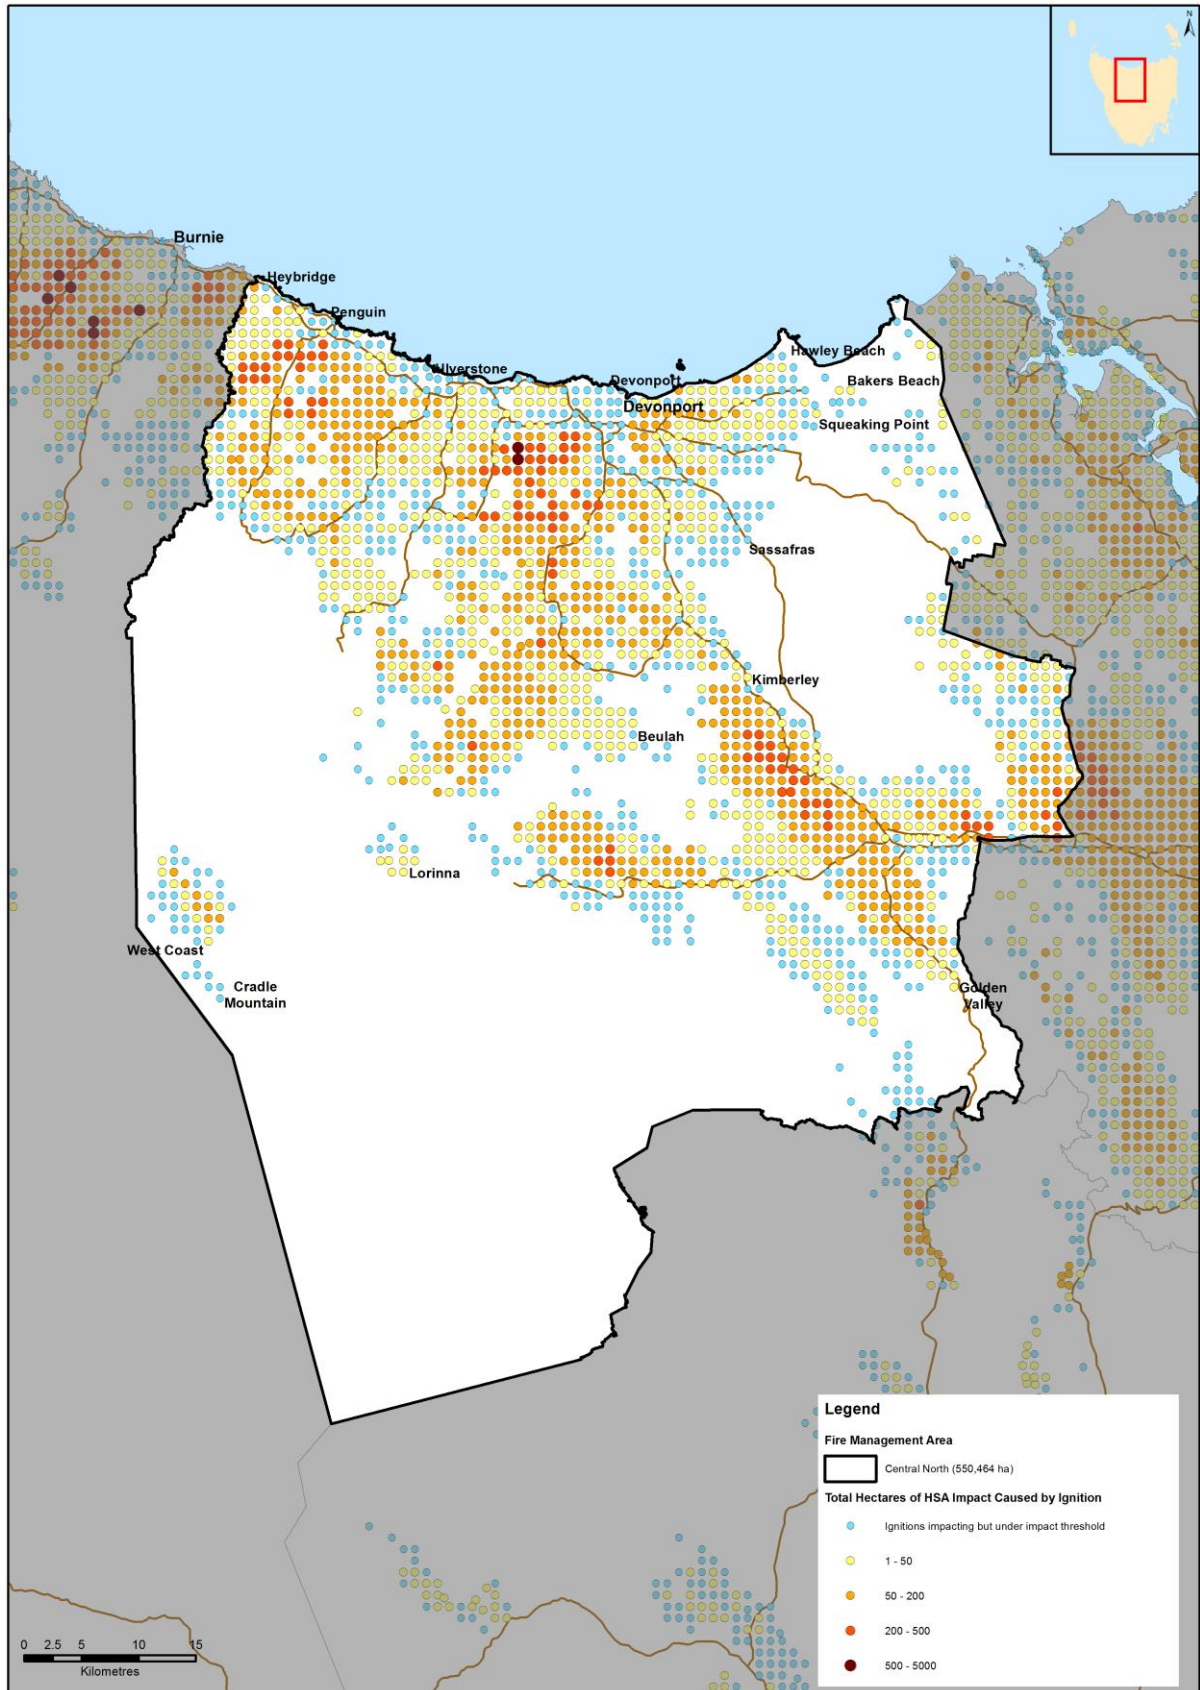 N
Burnie
Heybridge
Penguin
Ulverstone
Hawley Beach
Devonport
Bakers Beach
Devonport
Squeaking Point
Sassafras
Kimberley
Beulah
Lorinna
West Coast
Cradle
Mountain
Golden
Valley
Legend
Fire Management Area
Central North (550,464 ha)
Total Hectares of HSA Impact Caused by Ignition
Ignitions impacting but under impact threshold
1 - 50
50 - 200
200 - 500
500 - 5000
0 2.5 5 10 15
Kilometres